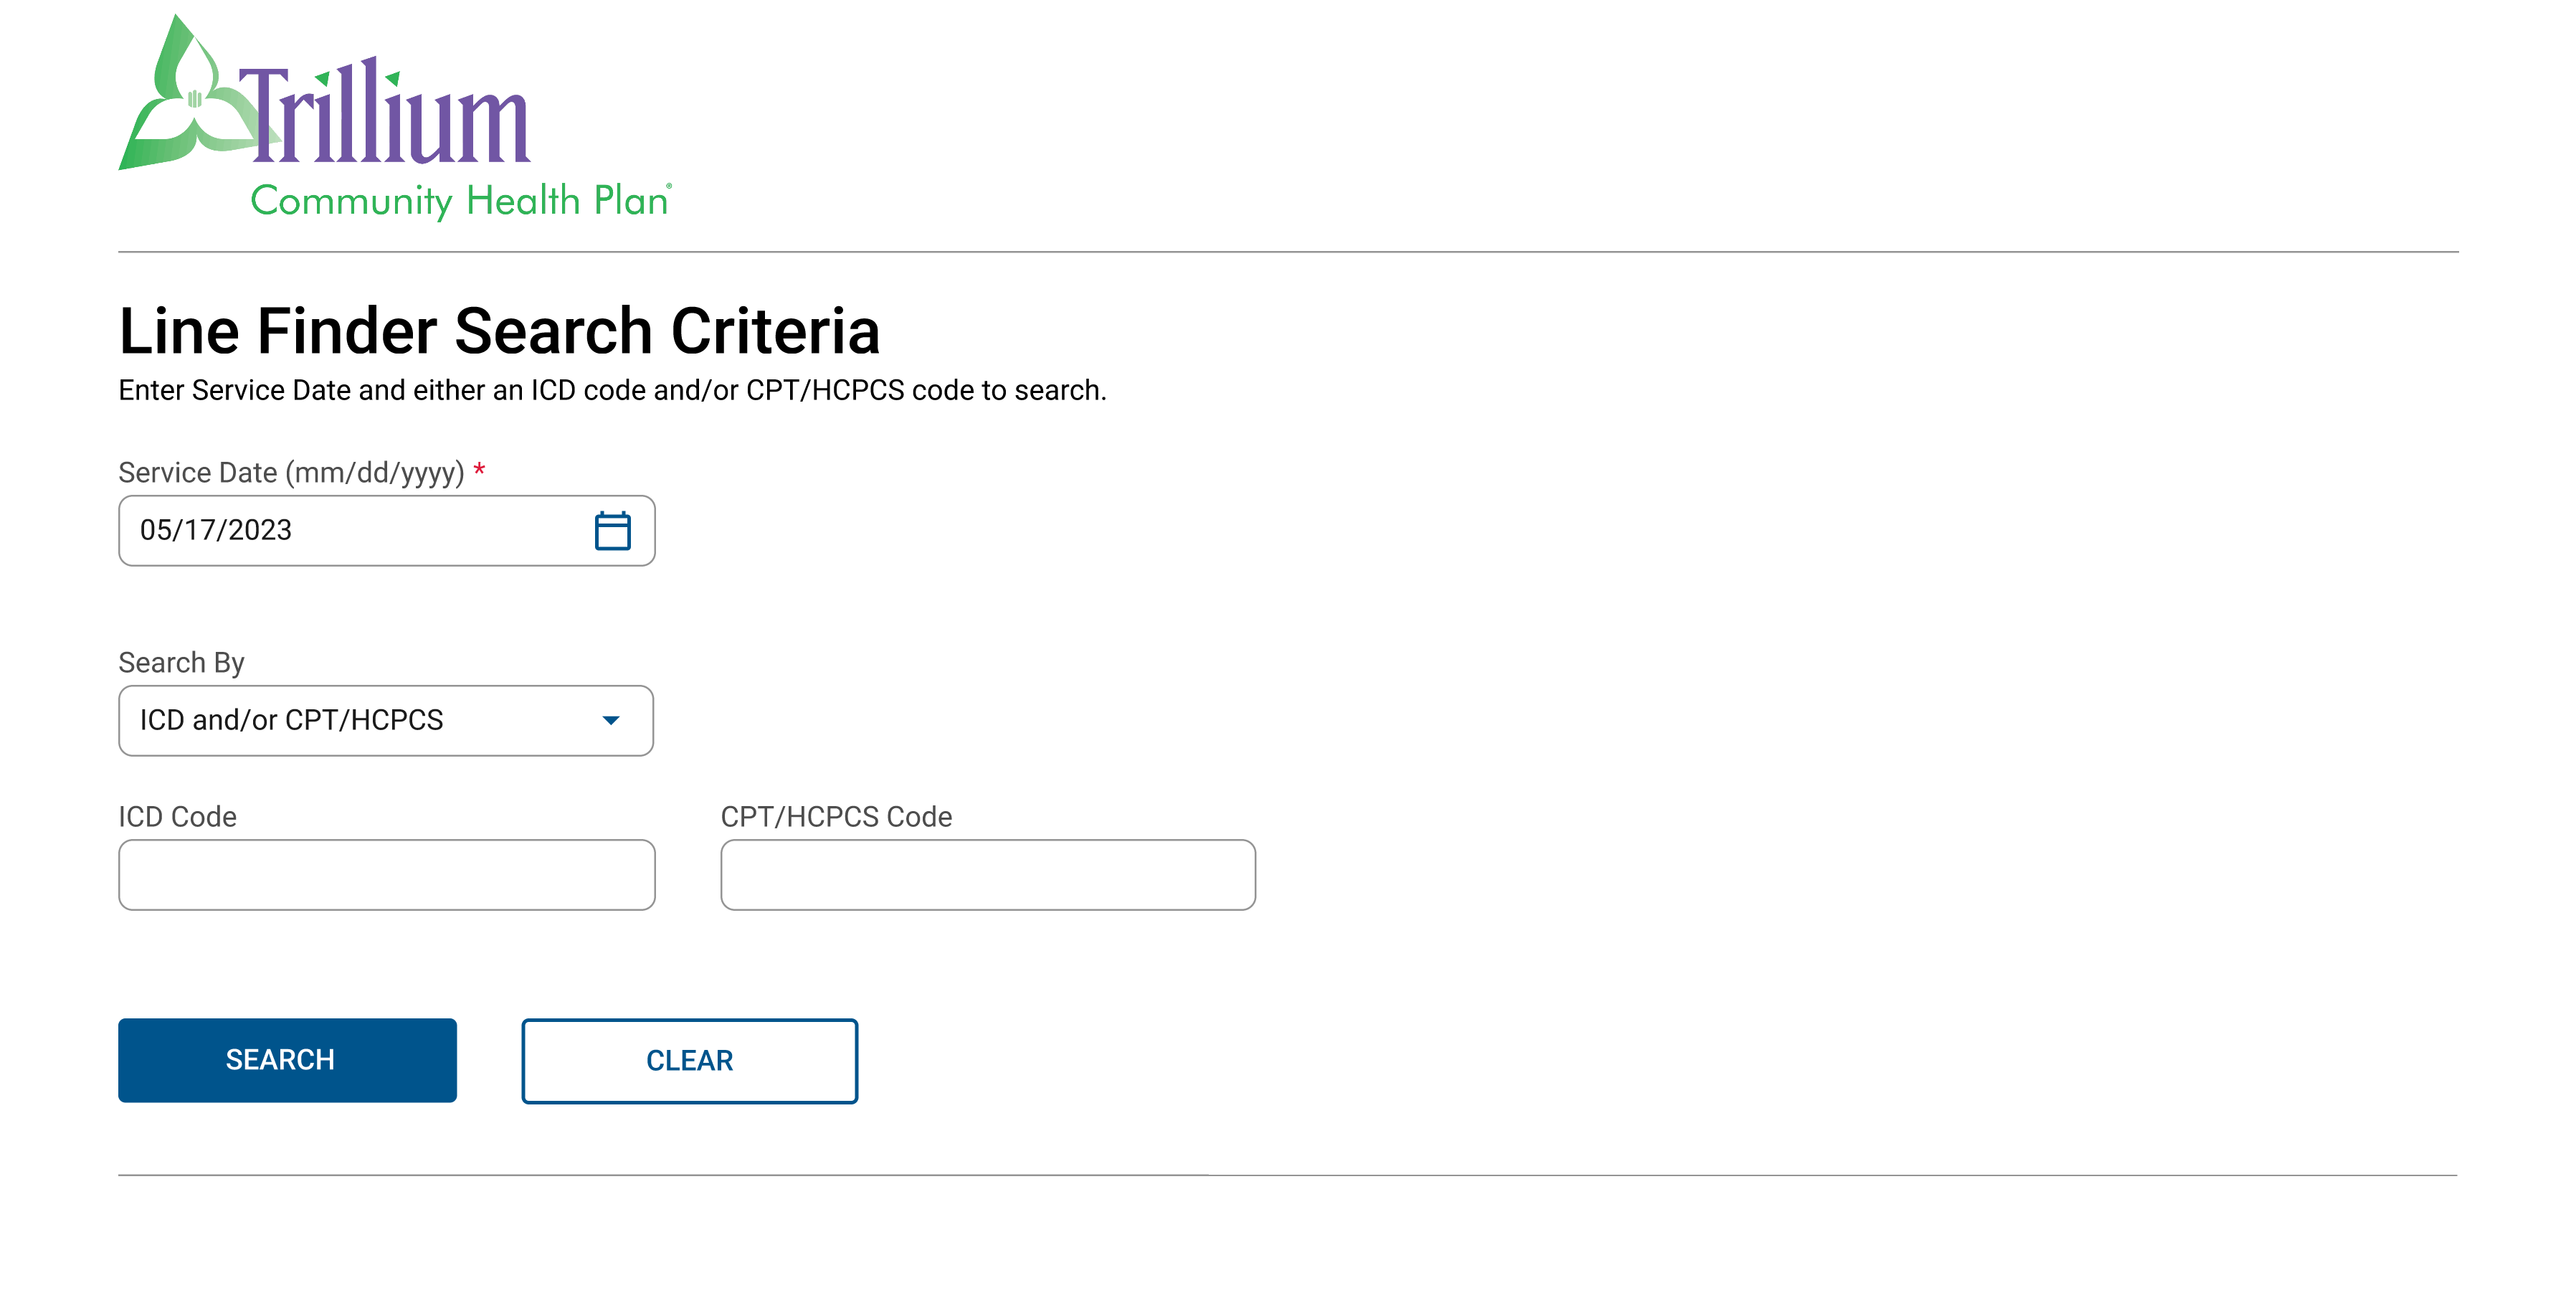 Trillium
Community Health Plan®
Line Finder Search Criteria
Enter Service Date and either an ICD code and/or CPT/HCPCS code to search.
Service Date (mm/dd/yyyy) *
05/17/2023
Search By
ICD and/or CPT/HCPCS
ICD Code
CPT/HCPCS Code
SEARCH
CLEAR